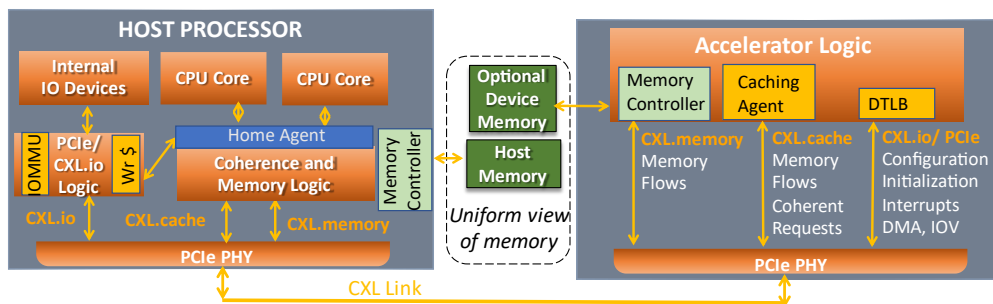 HOST PROCESSOR
Internal
IO Devices
CPU Core
CPU Core
Home Agent
IOMMU
PCIe/
CXL.io
Logic
Wr $
Coherence and
Memory Logic
Memory
Controller
CXL.io
CXL.cache
CXL.memory
PCIe PHY
Optional
Device
Memory
Host
Memory
Uniform view
of memory
Accelerator Logic
Memory
Controller
Caching
Agent
DTLB
CXL.memory
Memory
Flows
CXL.cache
Memory
Flows
Coherent
Requests
CXL.io/ PCIe
Configuration
Initialization
Interrupts
DMA, IOV
PCIe PHY
CXL Link